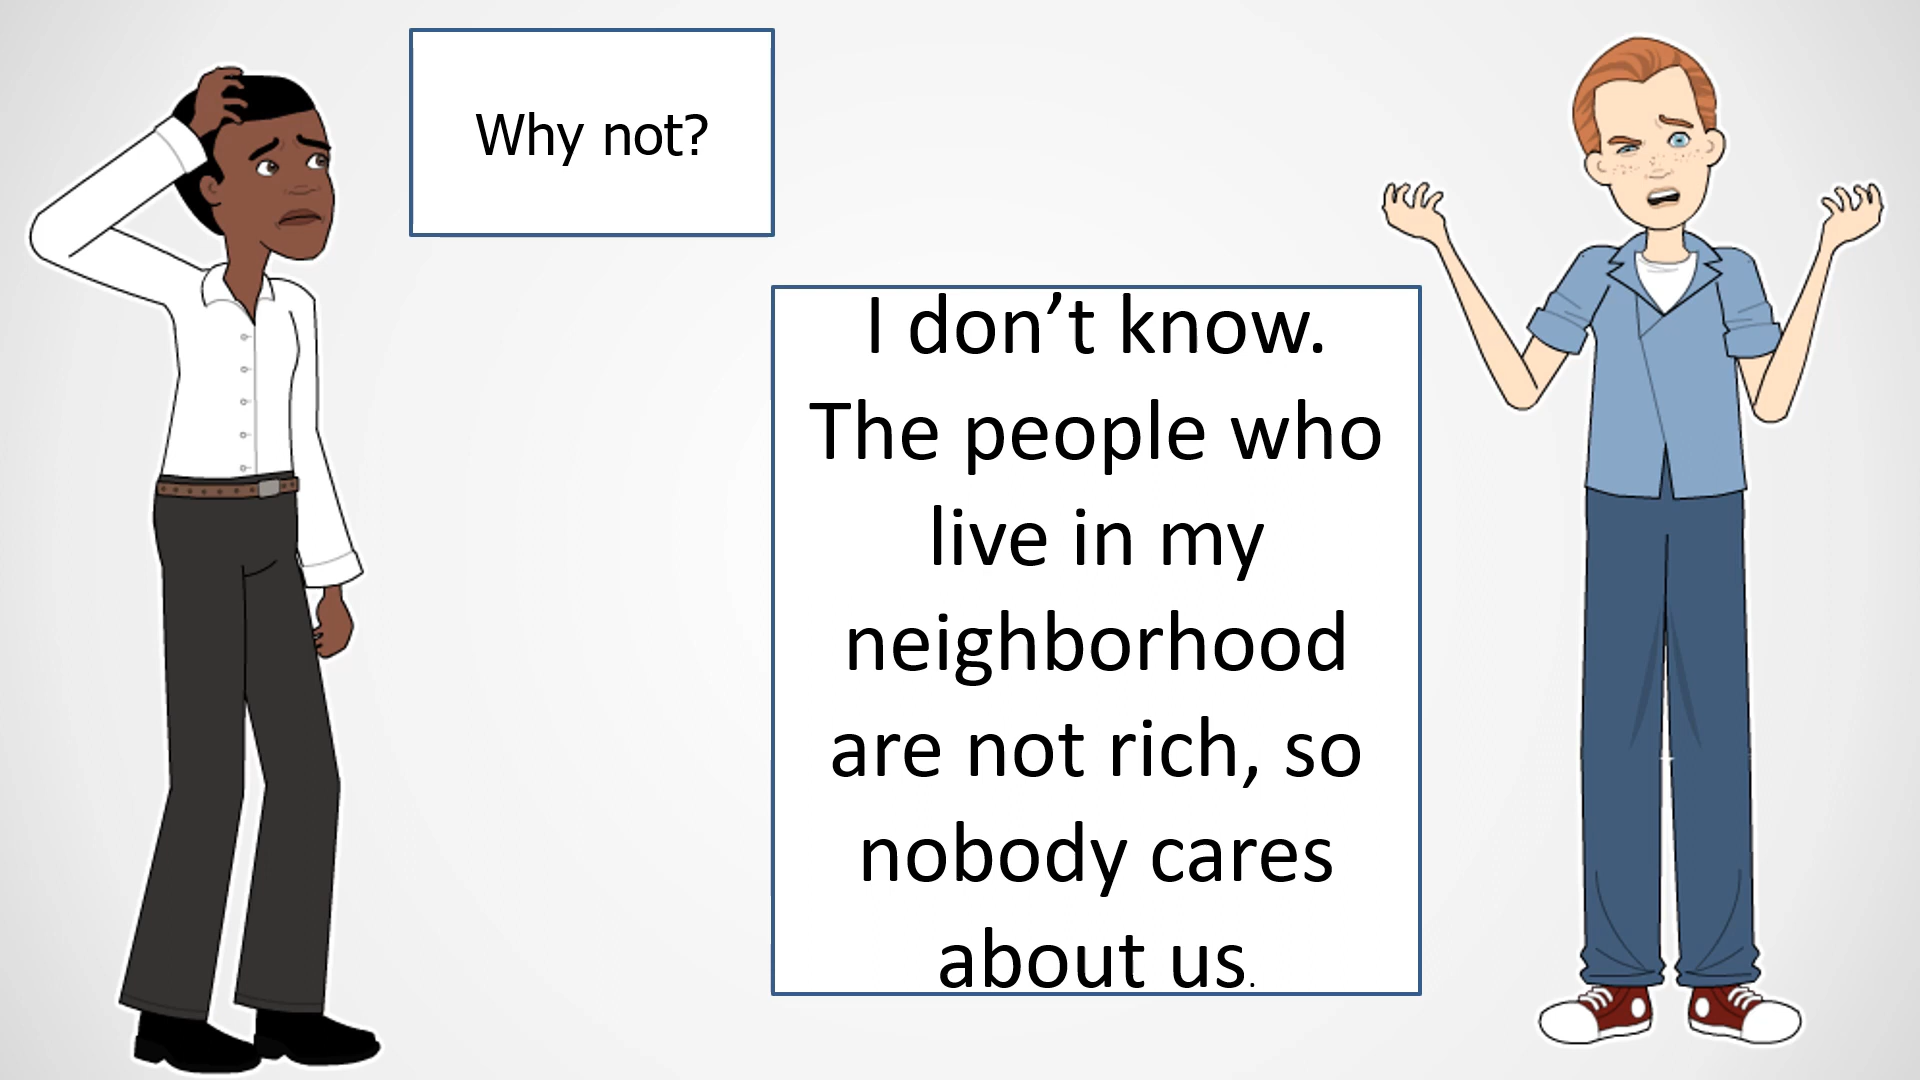 Why not?
I don’t know.
The people who
live in my
neighborhood
are not rich, so
nobody cares
about us.